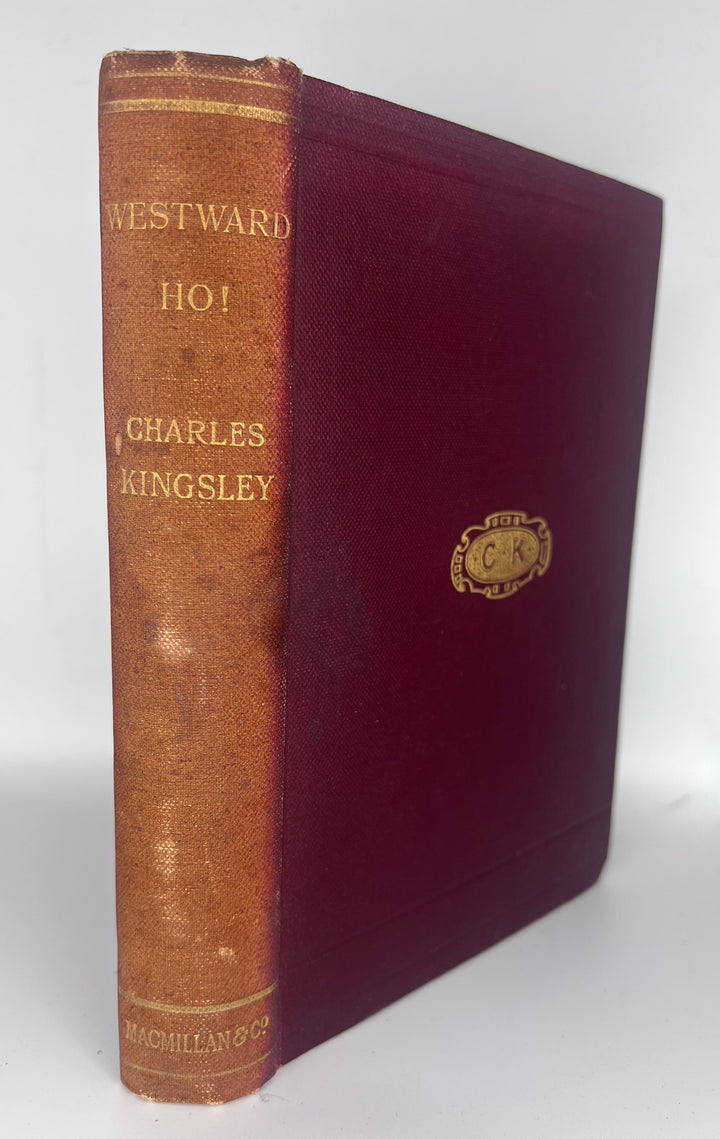 WESTWARD
HO!
CHARLES
KINGSLEY
MACMILLAN & Cº
C K